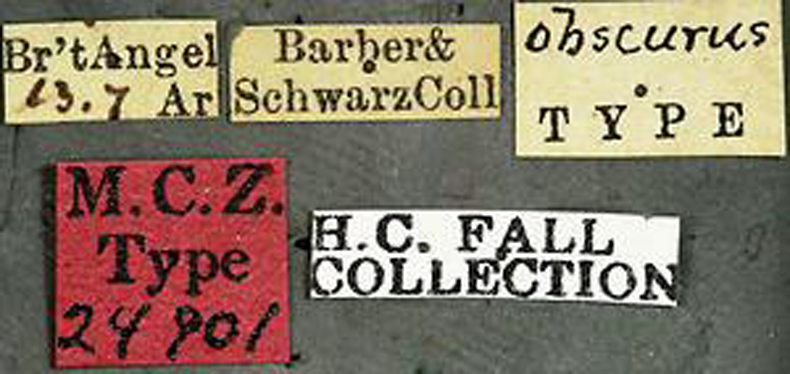 Br'tAngel
13.7 Ar
Barber&
SchwarzColl
obscurus
TYPE
M.C.Z.
Type
24901
H.C. FALL
COLLECTION